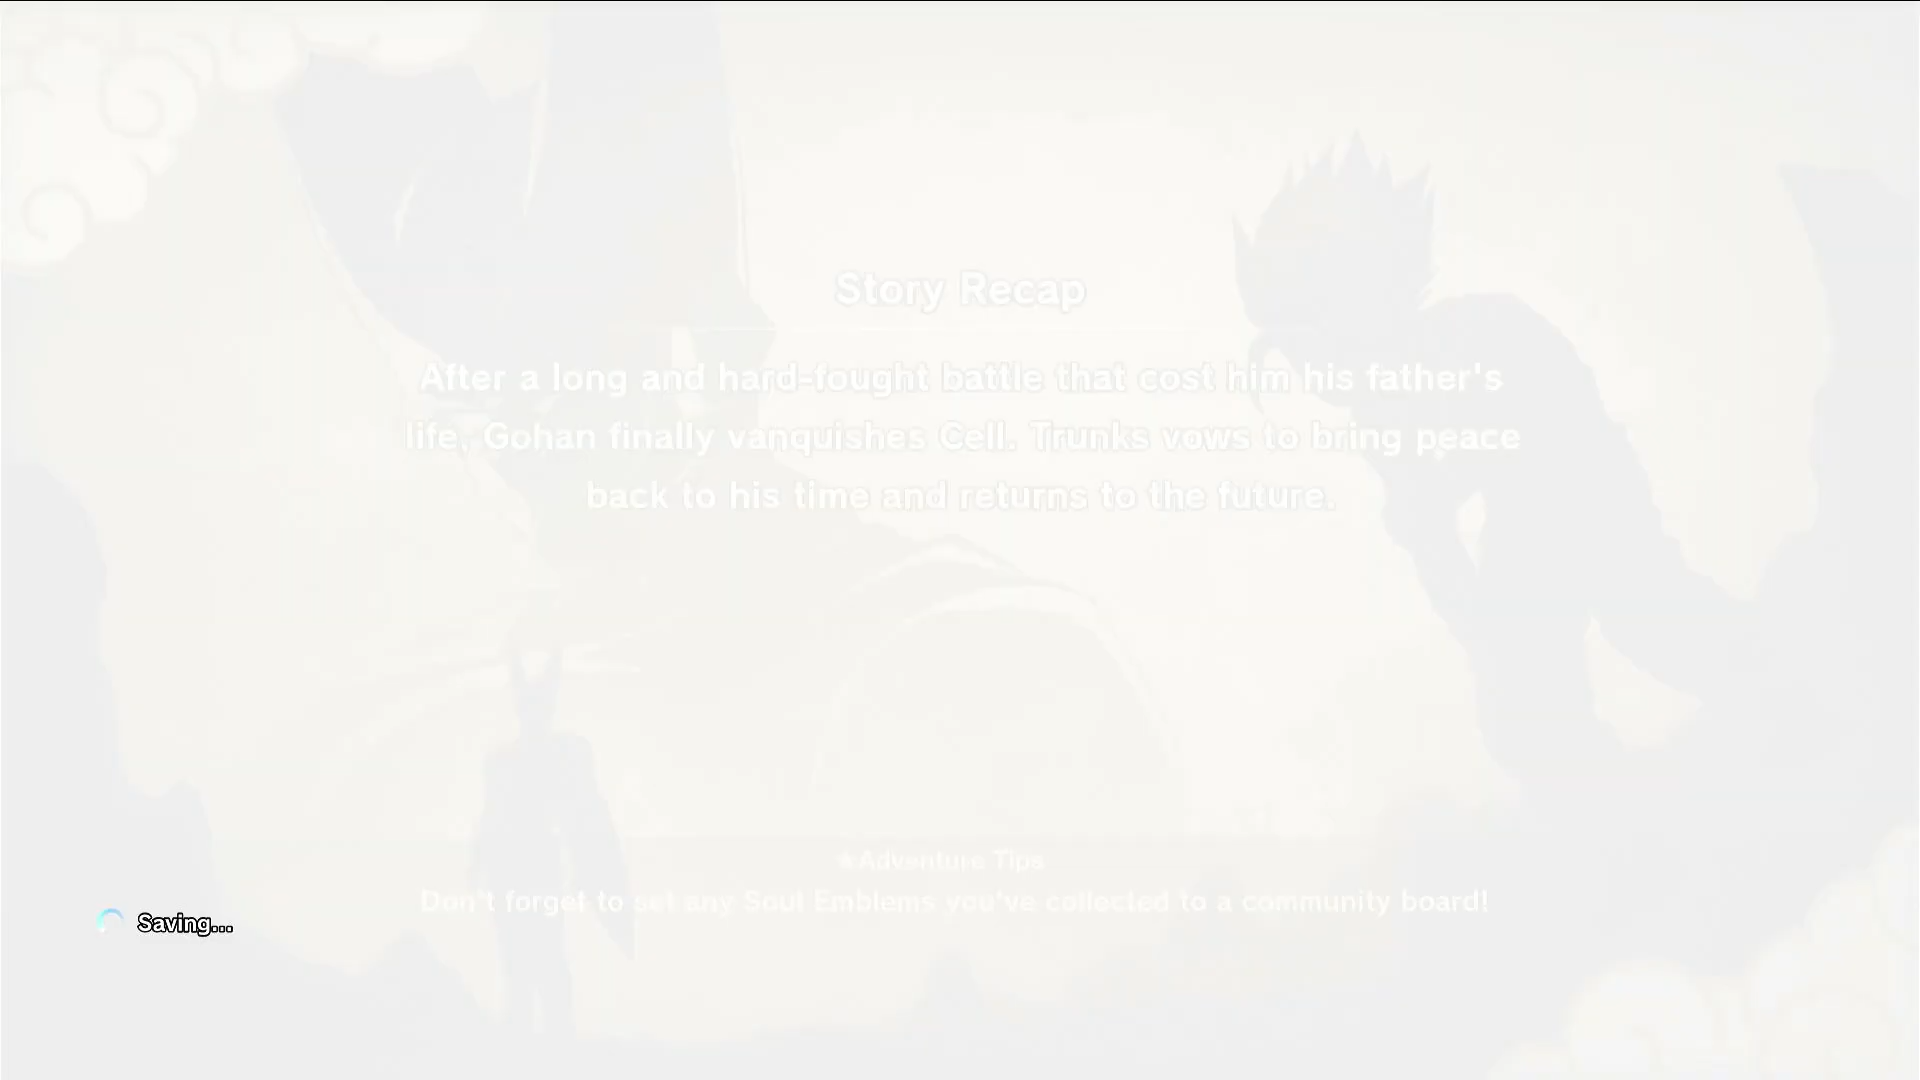 Story Recap
After a long and hard-fought battle that cost him his father's
life, Gohan finally vanquishes Cell. Trunks vows to bring peace
back to his time and returns to the future.
Adventure Tips
Don't forget to set any Soul Emblems you've collected to a community board!
Saving...